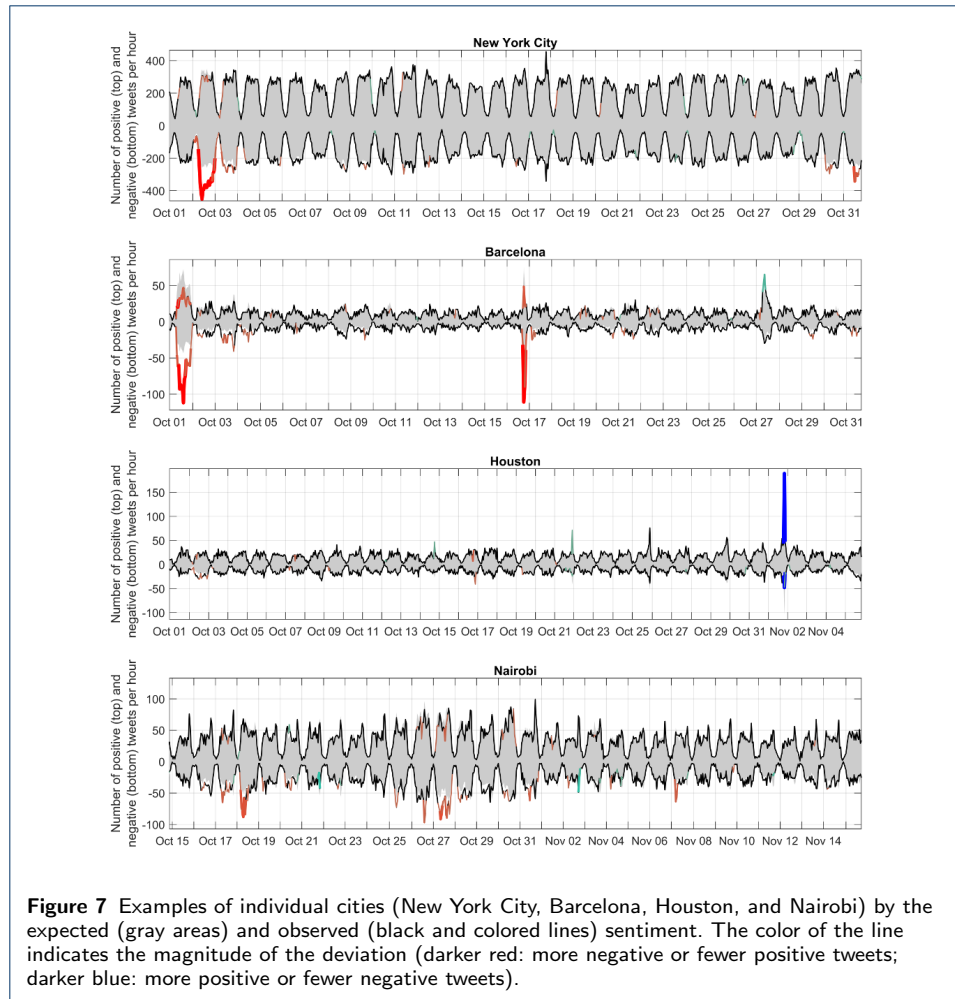 New York City
Number of positive (top) and
negative (bottom) tweets per hour
400
200
0
-200
-400
Oct 01 Oct 03 Oct 05 Oct 07 Oct 09 Oct 11 Oct 13 Oct 15 Oct 17 Oct 19 Oct 21 Oct 23 Oct 25 Oct 27 Oct 29 Oct 31
Barcelona
Number of positive (top) and
negative (bottom) tweets per hour
50
0
-50
-100
Oct 01 Oct 03 Oct 05 Oct 07 Oct 09 Oct 11 Oct 13 Oct 15 Oct 17 Oct 19 Oct 21 Oct 23 Oct 25 Oct 27 Oct 29 Oct 31
Houston
Number of positive (top) and
negative (bottom) tweets per hour
150
100
50
0
-50
-100
Oct 01 Oct 03 Oct 05 Oct 07 Oct 09 Oct 11 Oct 13 Oct 15 Oct 17 Oct 19 Oct 21 Oct 23 Oct 25 Oct 27 Oct 29 Oct 31 Nov 02 Nov 04
Nairobi
Number of positive (top) and
negative (bottom) tweets per hour
100
50
0
-50
-100
Oct 15 Oct 17 Oct 19 Oct 21 Oct 23 Oct 25 Oct 27 Oct 29 Oct 31 Nov 02 Nov 04 Nov 06 Nov 08 Nov 10 Nov 12 Nov 14
Figure 7 Examples of individual cities (New York City, Barcelona, Houston, and Nairobi) by the
expected (gray areas) and observed (black and colored lines) sentiment. The color of the line
indicates the magnitude of the deviation (darker red: more negative or fewer positive tweets;
darker blue: more positive or fewer negative tweets).